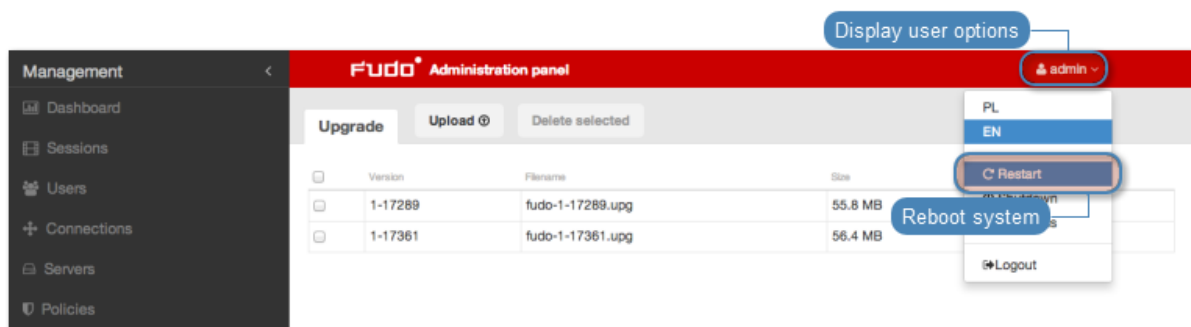 Display user options
Management
FUDO Administration panel
admin
Dashboard
Sessions
Users
Connections
Servers
Policies
Upgrade
Upload
Delete selected
Version Filename Size
1-17289 fudo-1-17289.upg 55.8 MB
1-17361 fudo-1-17361.upg 56.4 MB
PL
EN
Restart
Reboot system
Logout